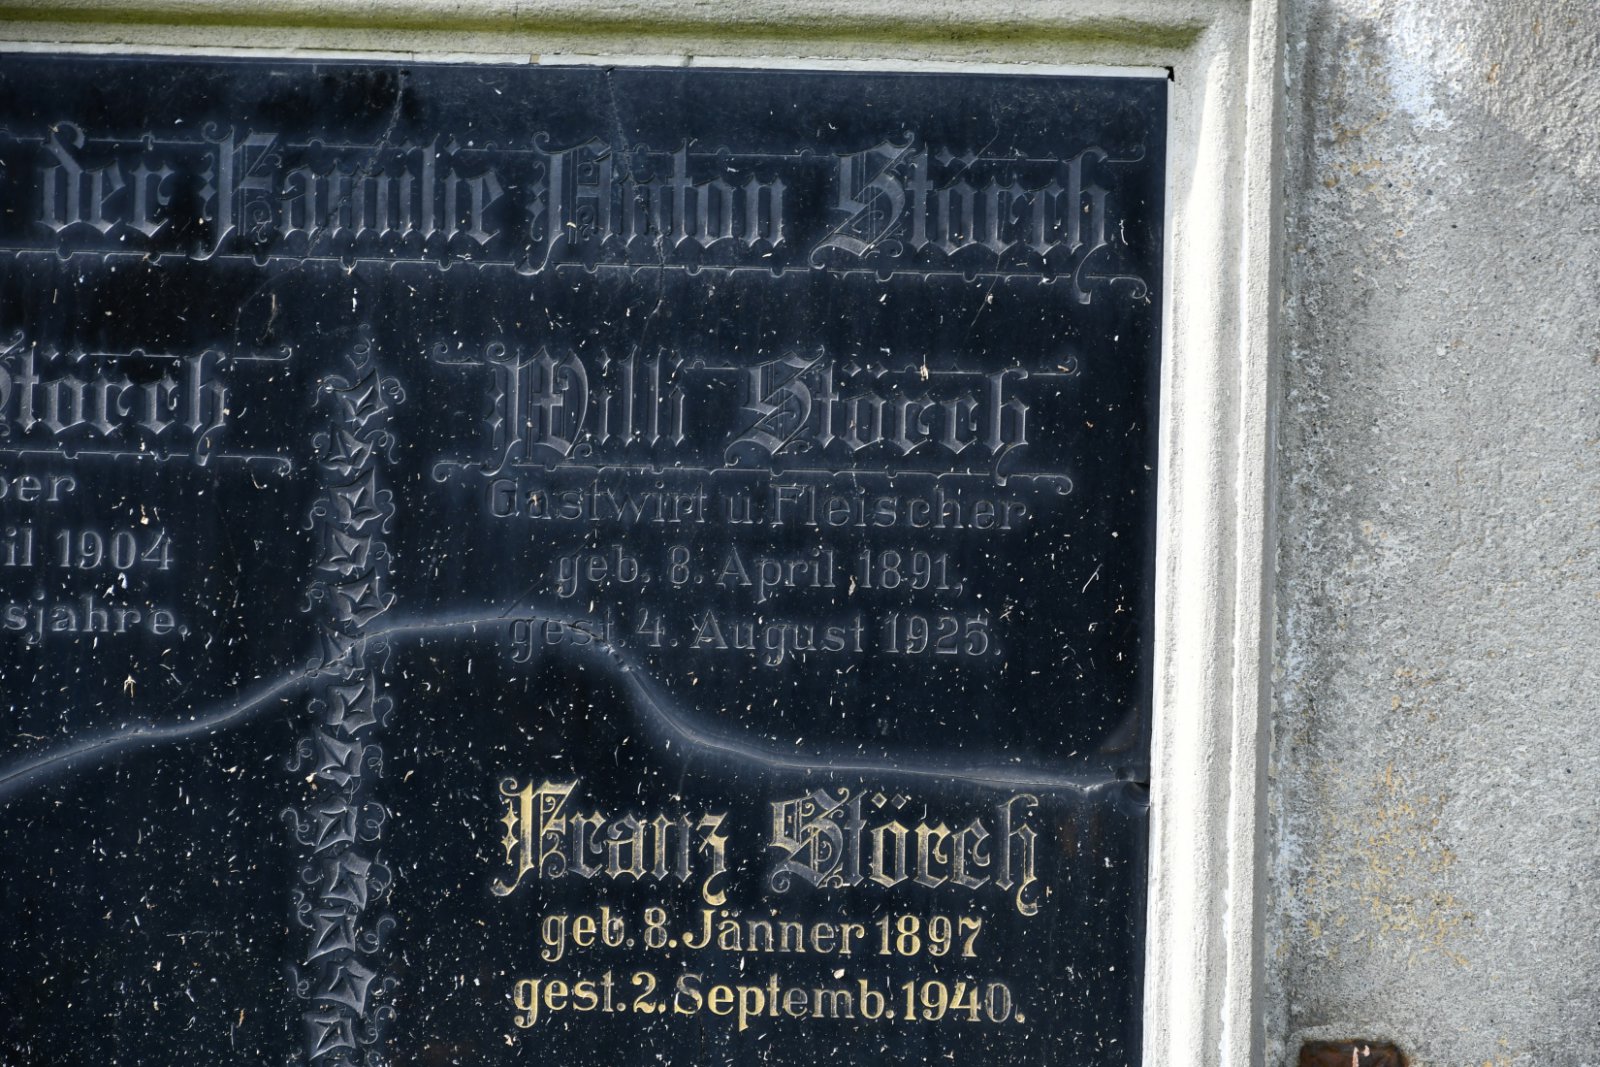 der Familie Anton Störch
Störch
ber
il 1904
sjahre.
Willi Störch
Gastwirt u. Fleischer
geb. 8. April 1891,
gest. 4. August 1925.
Franz Störch
geb. 8. Jänner 1897
gest. 2. Septemb. 1940.